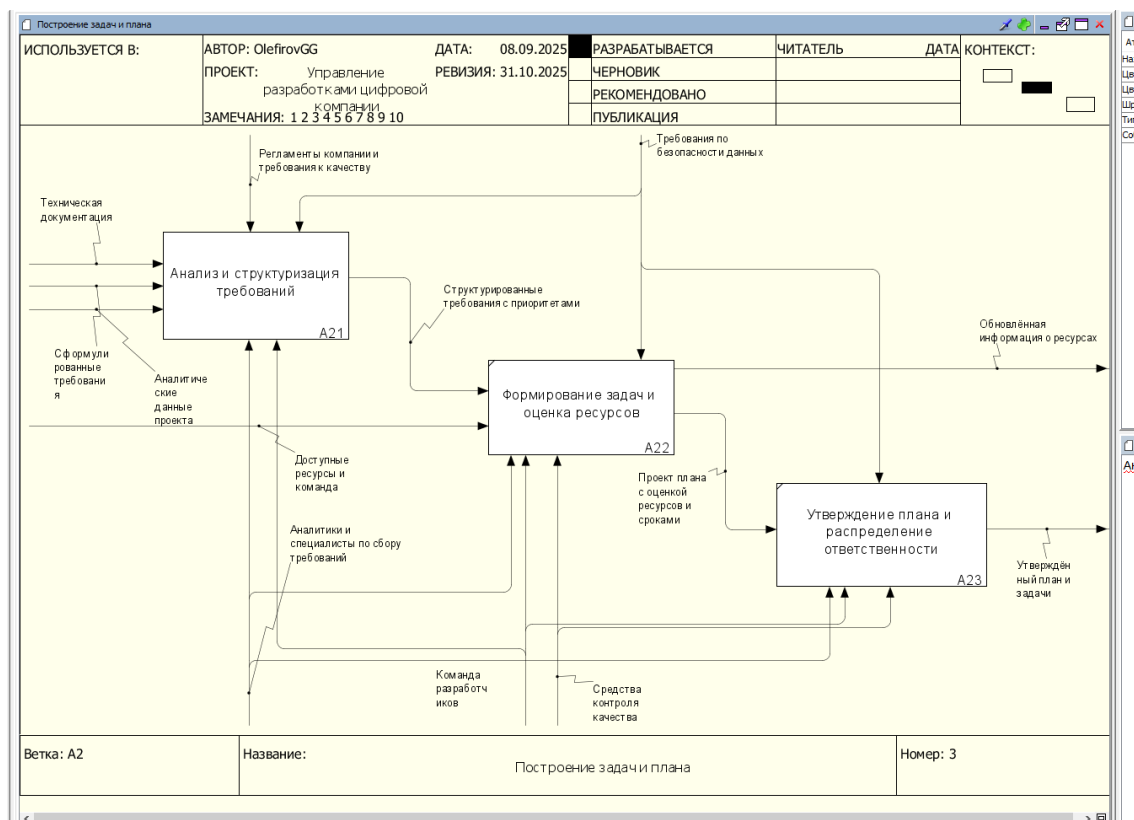 Построение задач и плана
ИСПОЛЬЗУЕТСЯ В:
АВТОР: OlefirovGG
ДАТА: 08.09.2025
РАЗРАБАТЫВАЕТСЯ
ЧИТАТЕЛЬ
ДАТА
КОНТЕКСТ:
ПРОЕКТ: Управление
разработками цифровой
компании
РЕВИЗИЯ: 31.10.2025
ЧЕРНОВИК
РЕКОМЕНДОВАНО
ЗАМЕЧАНИЯ: 1 2 3 4 5 6 7 8 9 10
ПУБЛИКАЦИЯ
Регламенты компании и
требования к качеству
Требования по
безопасности данных
Техническая
документация
Анализ и структуризация
требований
A21
Структурированные
требования с приоритетами
Обновлённая
информация о ресурсах
Сформули
рованные
требовани
я
Аналитиче
ские
данные
проекта
Формирование задач и
оценка ресурсов
A22
Доступные
ресурсы и
команда
Проект плана
с оценкой
ресурсов и
сроками
Утверждение плана и
распределение
ответственности
A23
Аналитики и
специалисты по сбору
требований
Утверждён
ный план и
задачи
Команда
разработч
иков
Средства
контроля
качества
Ветка: A2
Название:
Построение задач и плана
Номер: 3